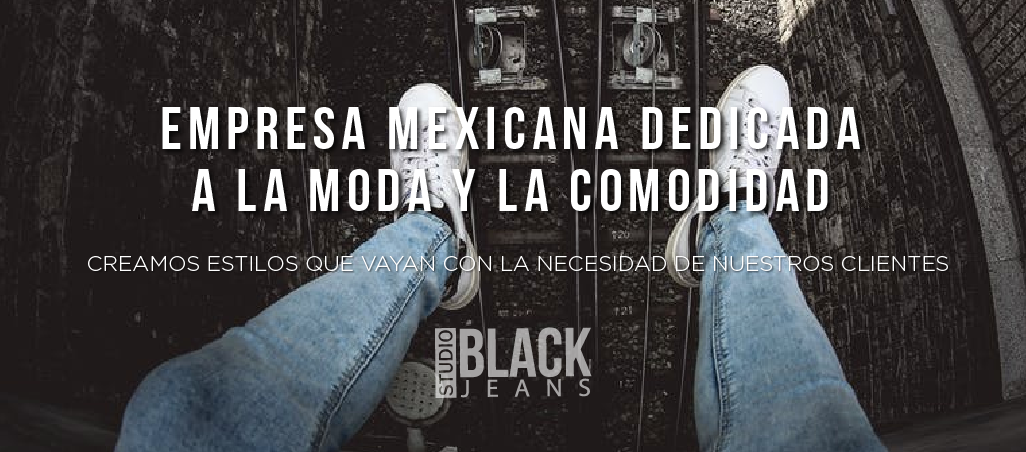 EMPRESA MEXICANA DEDICADA
A LA MODA Y LA COMODIDAD
CREAMOS ESTILOS QUE VAYAN CON LA NECESIDAD DE NUESTROS CLIENTES
STUDIO
BLACK
JEANS
120